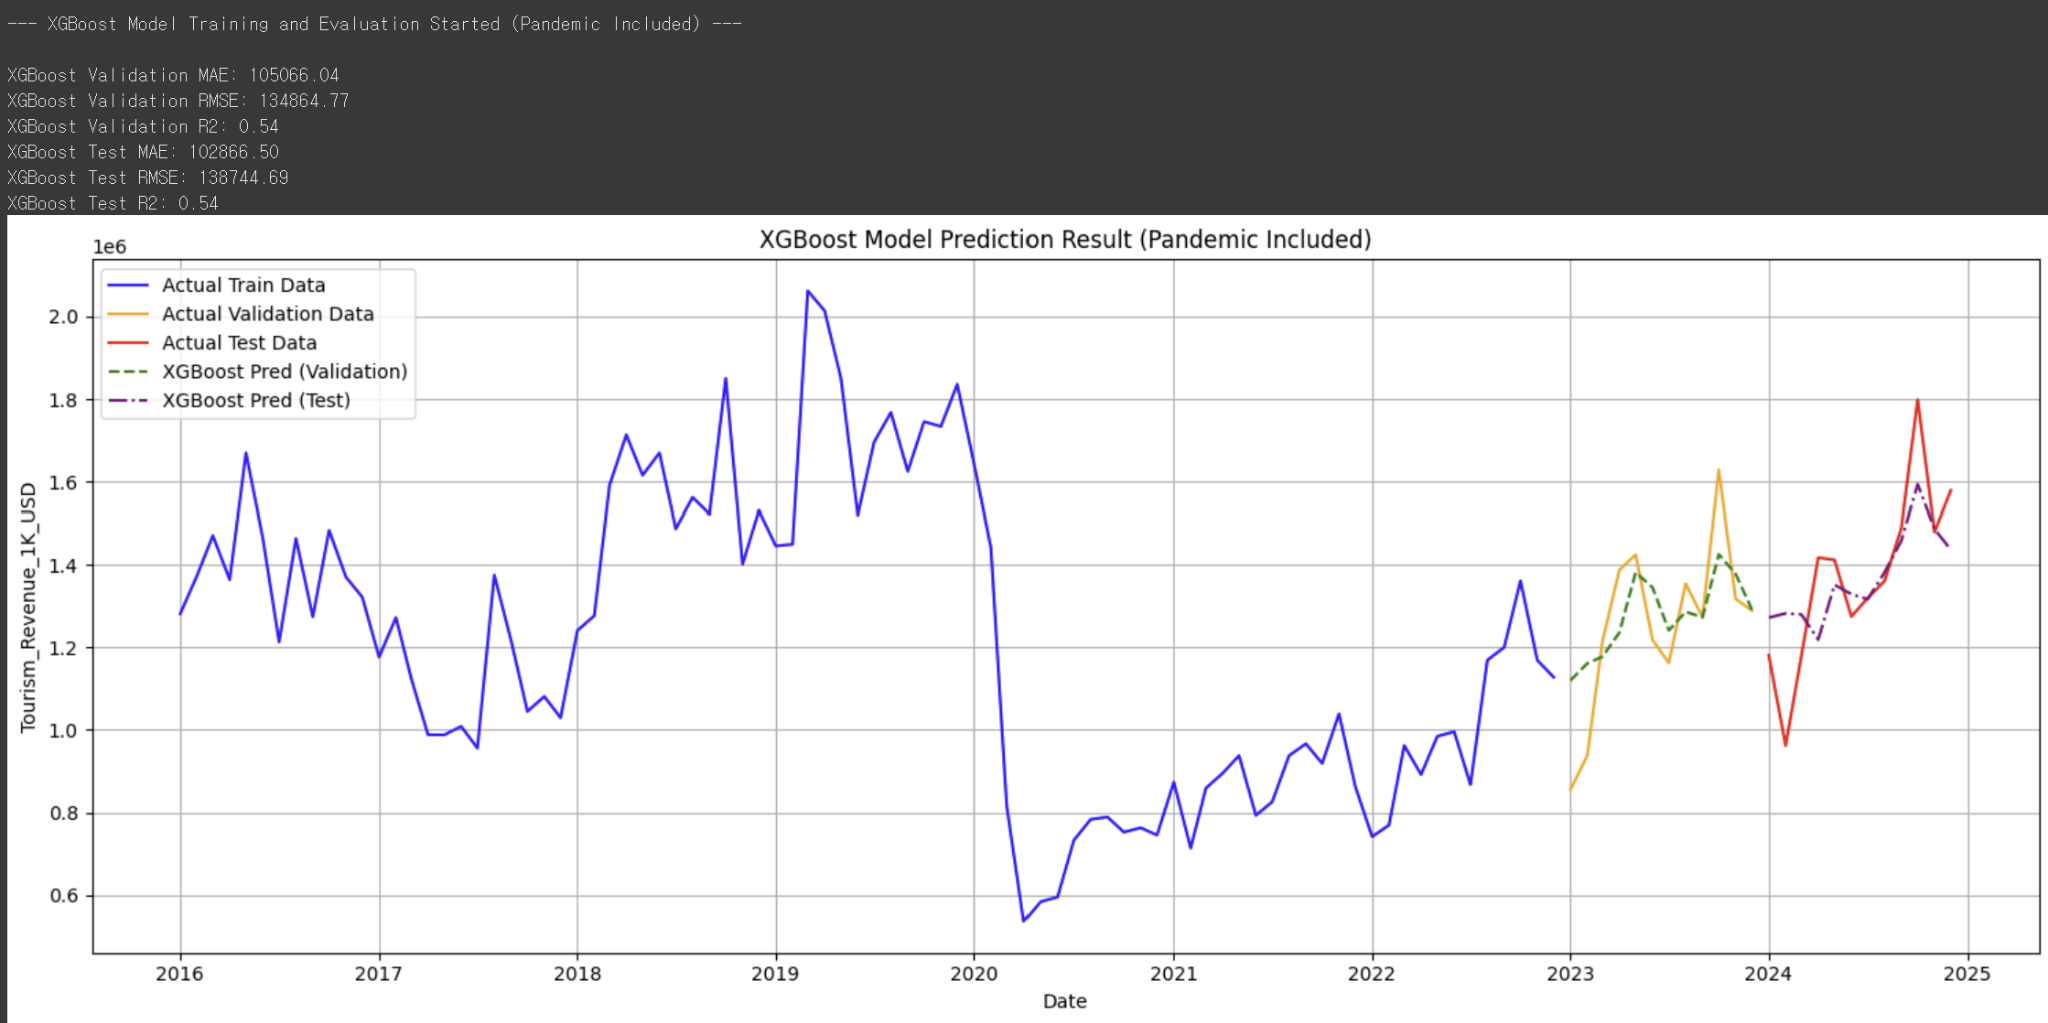 --- XGBoost Model Training and Evaluation Started (Pandemic Included) ---
XGBoost Validation MAE: 105066.04
XGBoost Validation RMSE: 134864.77
XGBoost Validation R2: 0.54
XGBoost Test MAE: 102866.50
XGBoost Test RMSE: 138744.69
XGBoost Test R2: 0.54
XGBoost Model Prediction Result (Pandemic Included)
1e6
Actual Train Data
Actual Validation Data
Actual Test Data
XGBoost Pred (Validation)
XGBoost Pred (Test)
2.0
1.8
1.6
1.4
1.2
1.0
0.8
0.6
Tourism_Revenue_1K_USD
2016 2017 2018 2019 2020 2021 2022 2023 2024 2025
Date